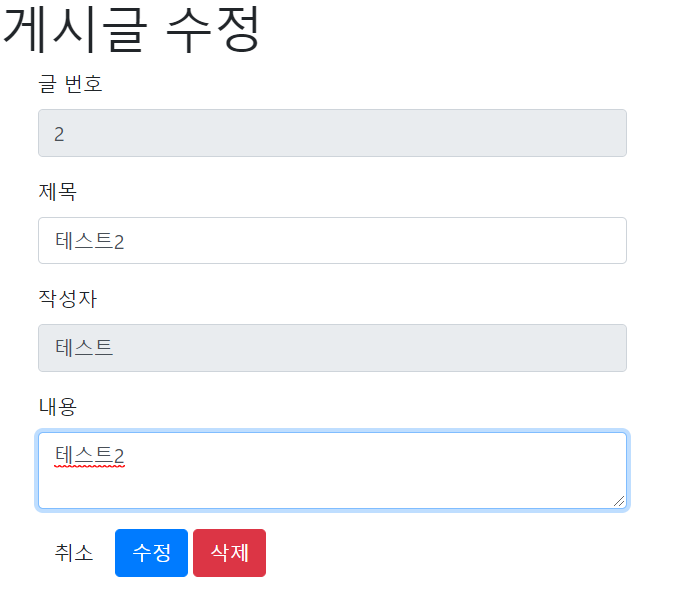 게시글 수정
글 번호
2
제목
테스트2
작성자
테스트
내용
테스트2
취소 수정 삭제